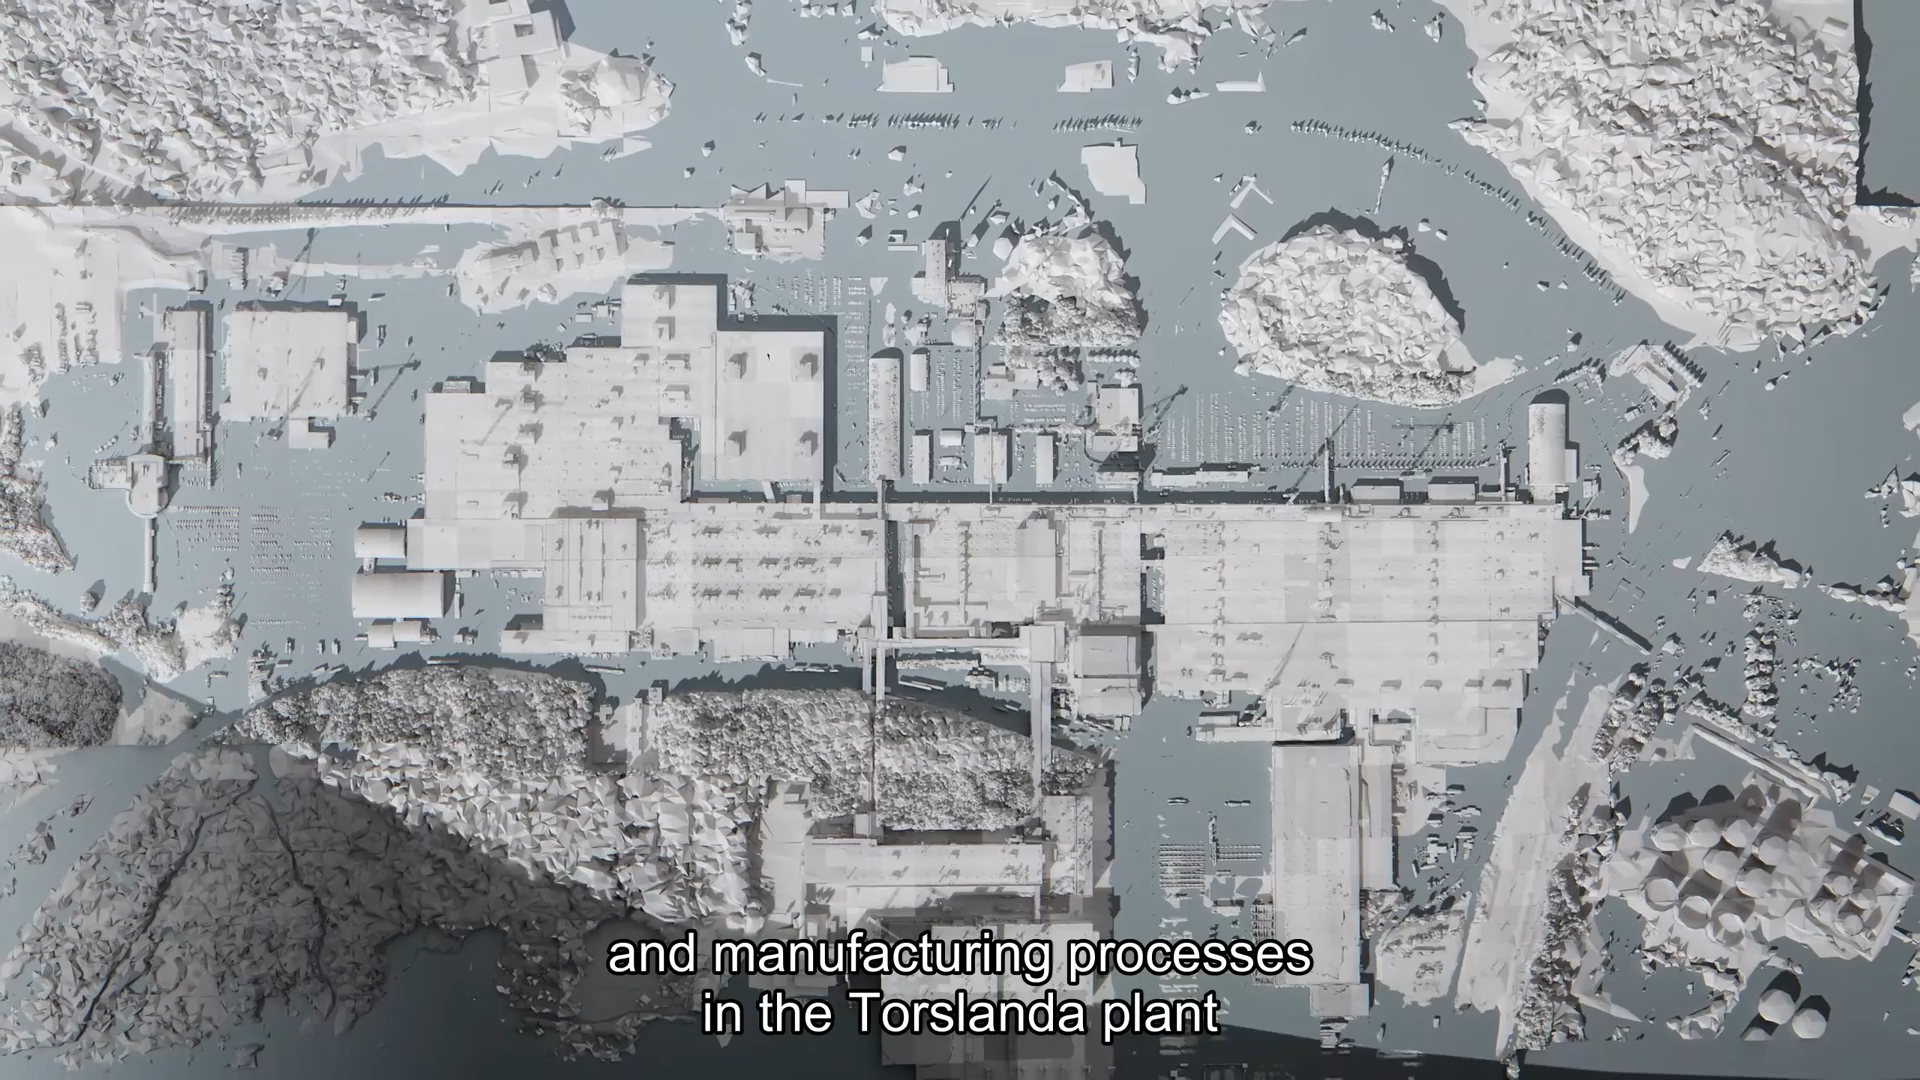 and manufacturing processes
in the Torslanda plant